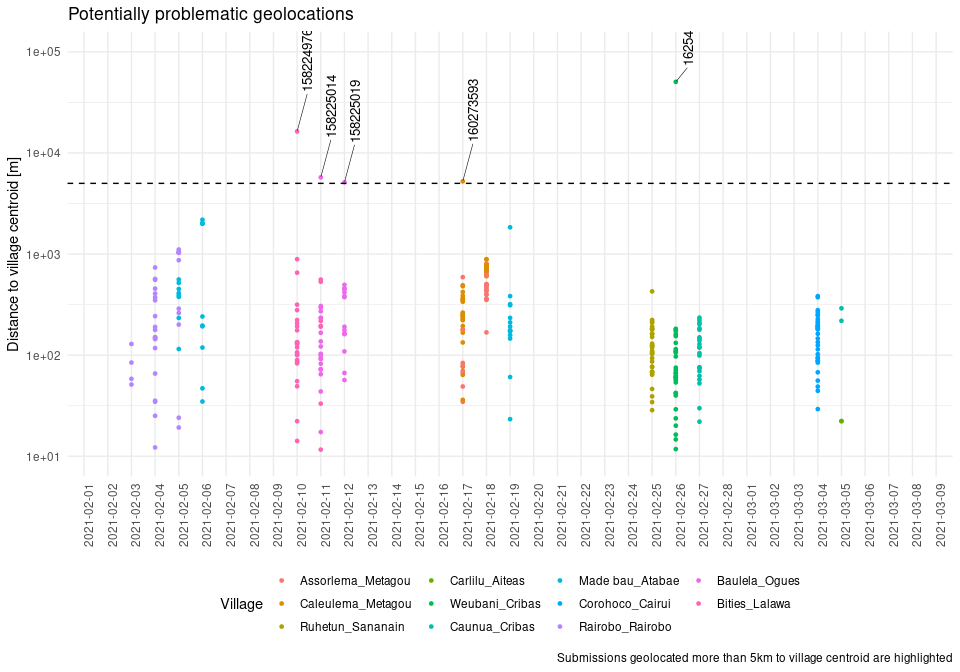 Potentially problematic geolocations
Distance to village centroid [m]
1e+05
1e+04
1e+03
1e+02
1e+01
158225014
158225019
160273593
16254
2021-02-01
2021-02-02
2021-02-03
2021-02-04
2021-02-05
2021-02-06
2021-02-07
2021-02-08
2021-02-09
2021-02-10
2021-02-11
2021-02-12
2021-02-13
2021-02-14
2021-02-15
2021-02-16
2021-02-17
2021-02-18
2021-02-19
2021-02-20
2021-02-21
2021-02-22
2021-02-23
2021-02-24
2021-02-25
2021-02-26
2021-02-27
2021-02-28
2021-03-01
2021-03-02
2021-03-03
2021-03-04
2021-03-05
2021-03-06
2021-03-07
2021-03-08
2021-03-09
Village
Assorlema_Metagou
Caleulema_Metagou
Ruhetun_Sananain
Carlilu_Aiteas
Weubani_Cribas
Caunua_Cribas
Made bau_Atabae
Corohoco_Cairui
Rairobo_Rairobo
Baulela_Ogues
Bities_Lalawa
Submissions geolocated more than 5km to village centroid are highlighted